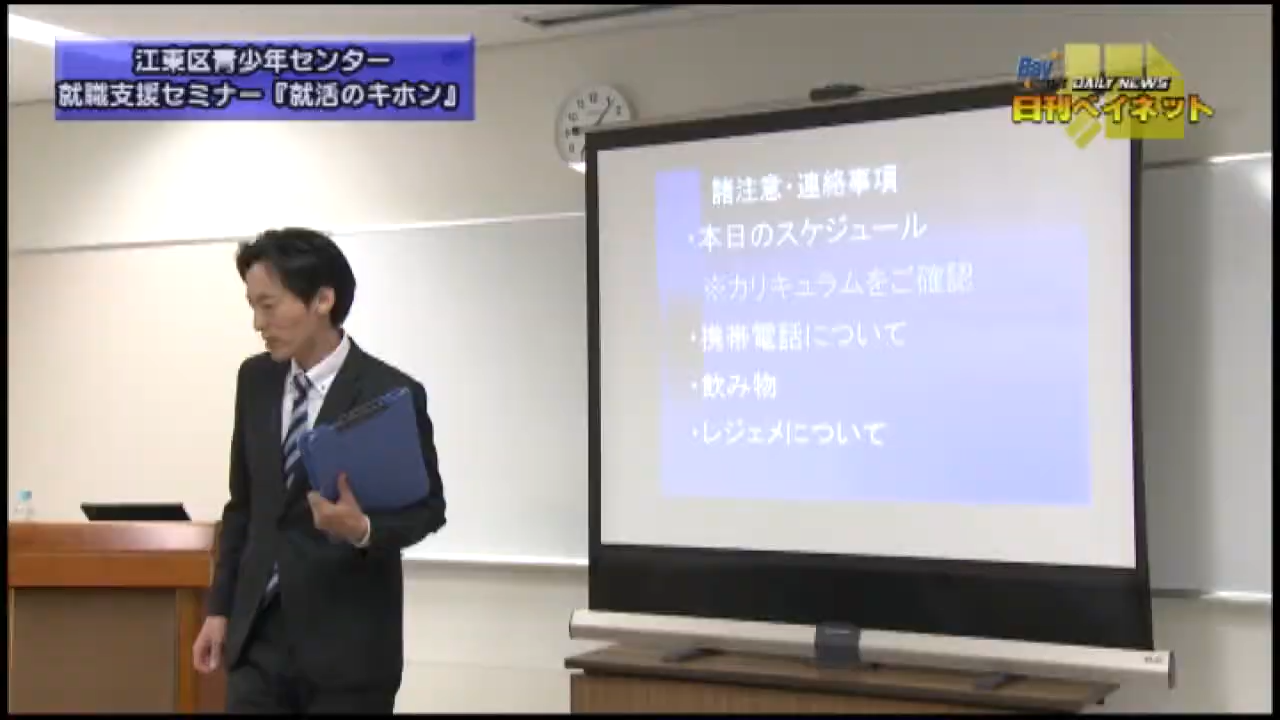 江東区青少年センター
就職支援セミナー『就活のキホン』
Bay
DAILY NEWS
日刊ベイネット
諸注意・連絡事項
・本日のスケジュール
※カリキュラムをご確認
・携帯電話について
・飲み物
・レジェメについて